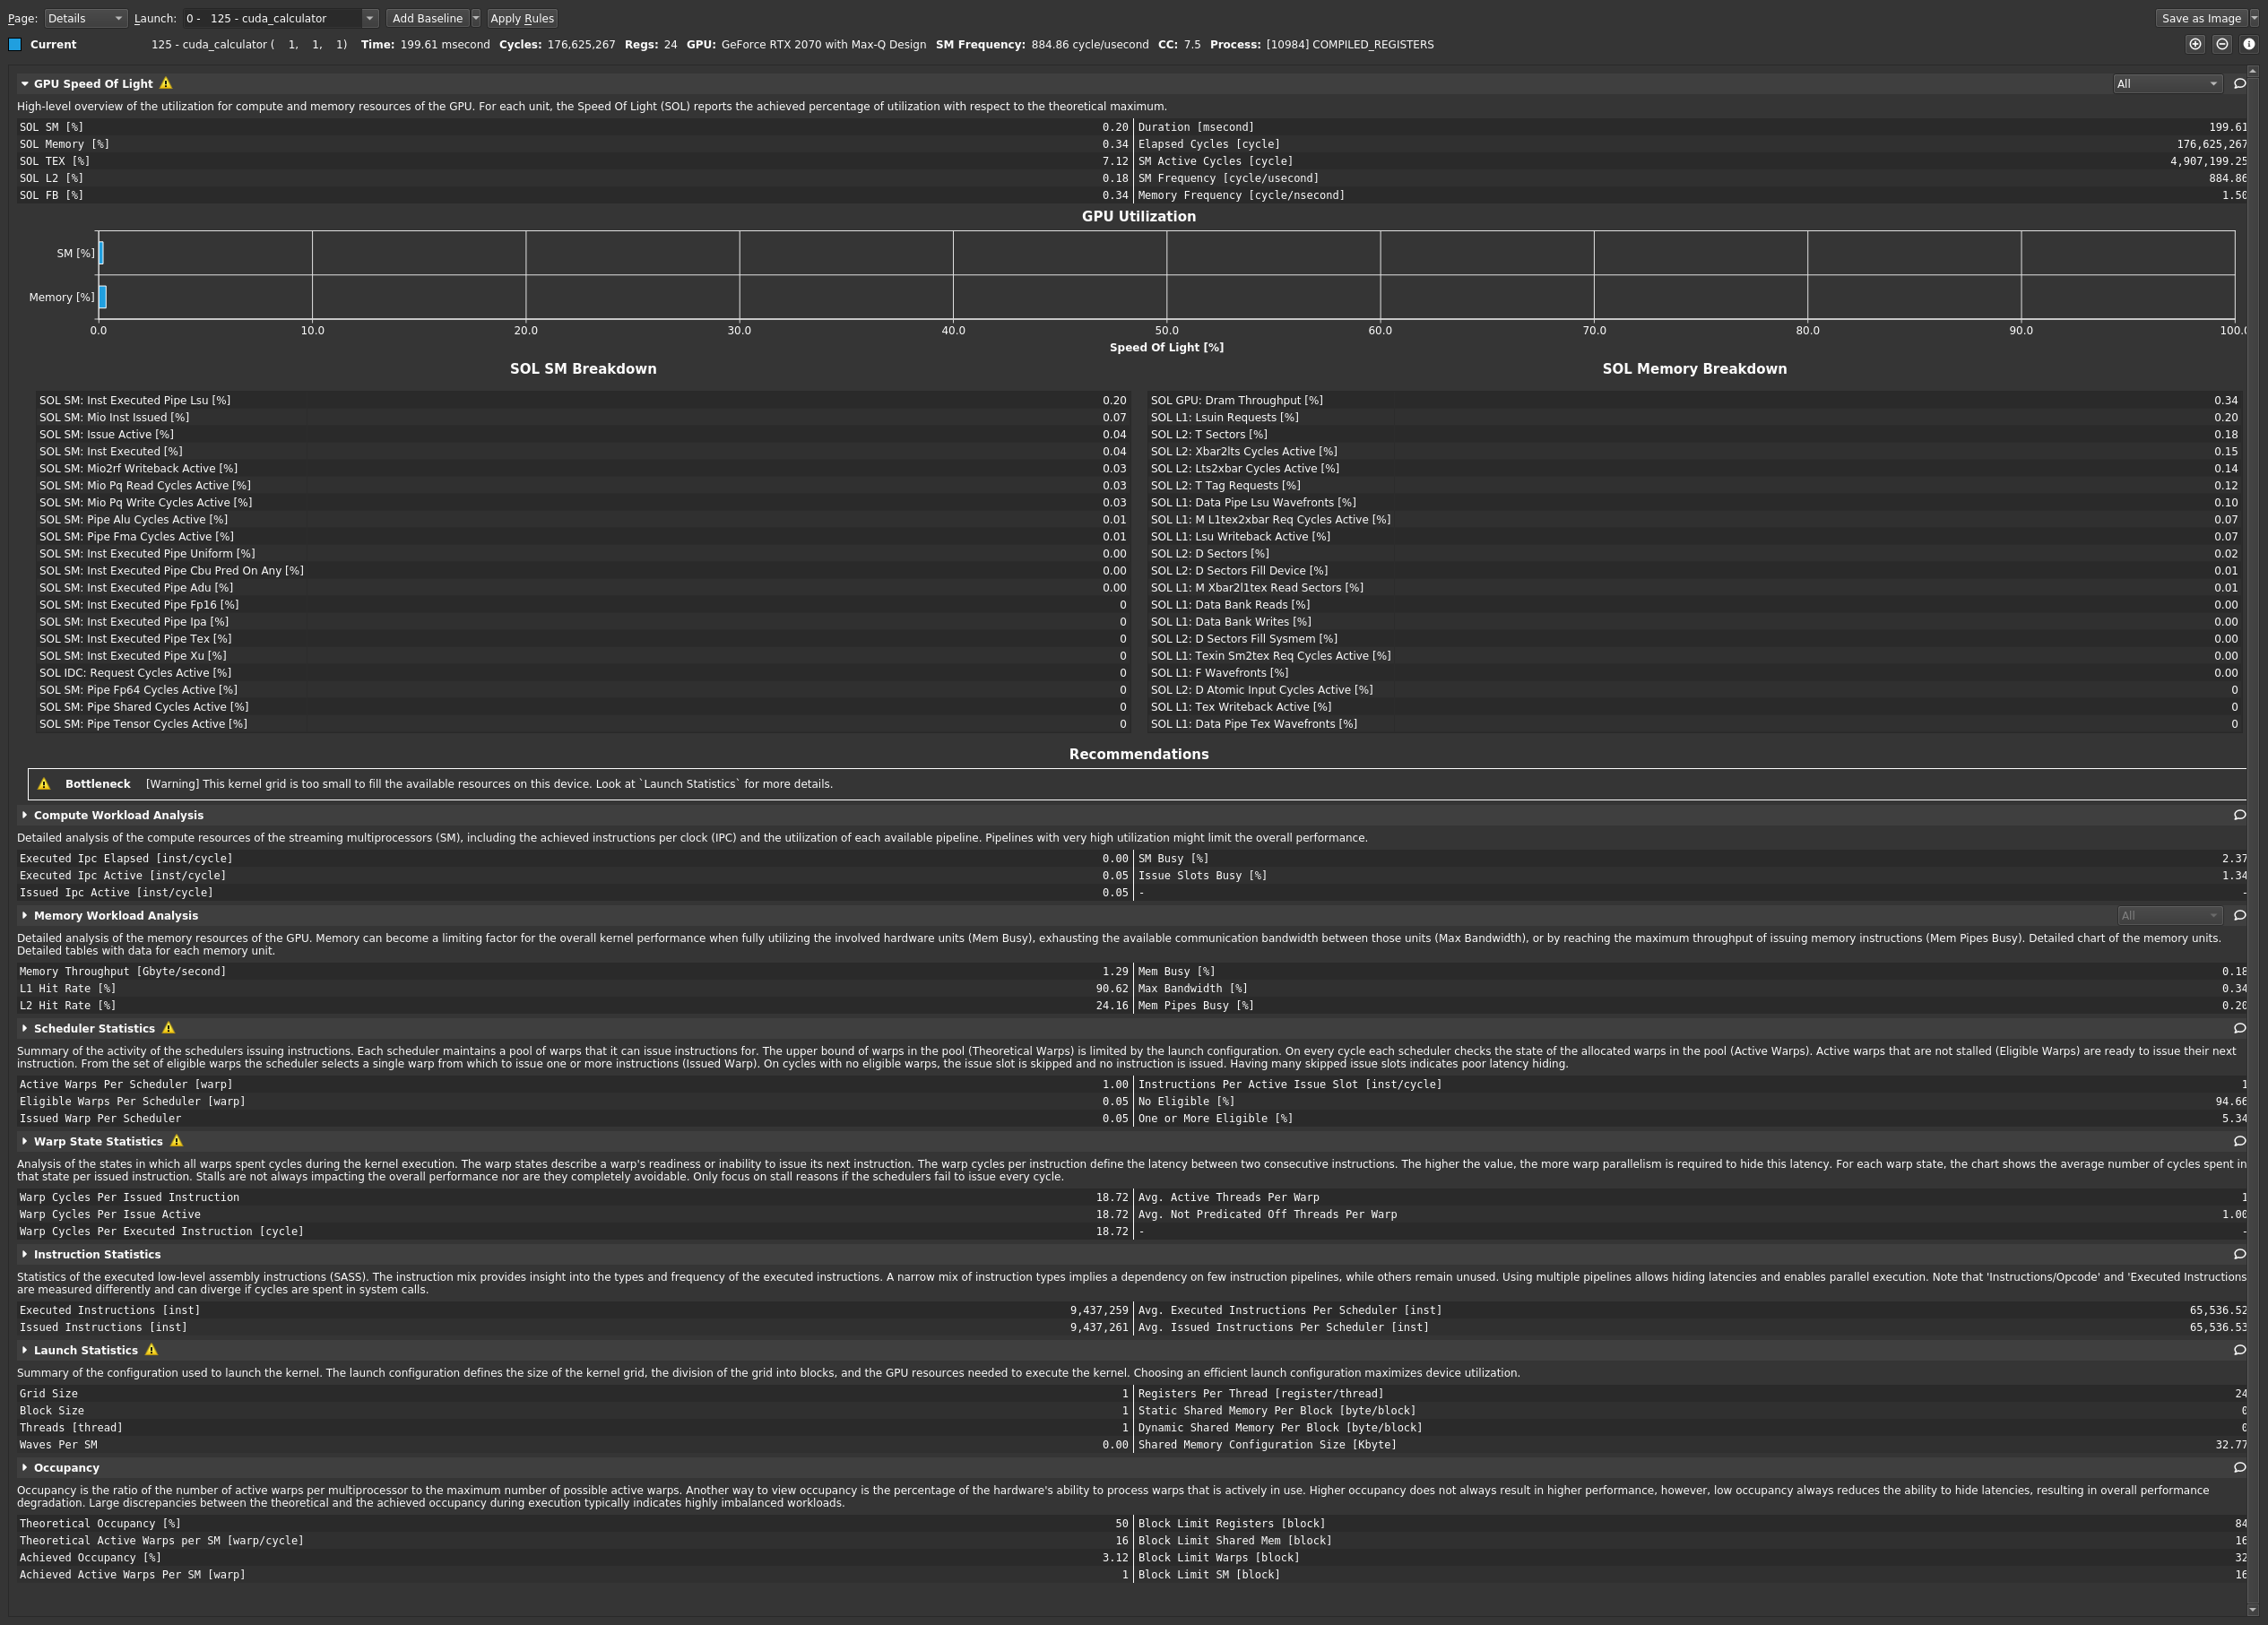 Page: Details Launch: 0 - 125 - cuda_calculator Add Baseline Apply Rules Save as Image
Current 125 - cuda_calculator ( 1, 1, 1) Time: 199.61 msecond Cycles: 176,625,267 Regs: 24 GPU: GeForce RTX 2070 with Max-Q Design SM Frequency: 884.86 cycle/usecond CC: 7.5 Process: [10984] COMPILED_REGISTERS
GPU Speed Of Light All
High-level overview of the utilization for compute and memory resources of the GPU. For each unit, the Speed Of Light (SOL) reports the achieved percentage of utilization with respect to the theoretical maximum.
SOL SM [%] 0.20 Duration [msecond] 199.61
SOL Memory [%] 0.34 Elapsed Cycles [cycle] 176,625,267
SOL TEX [%] 7.12 SM Active Cycles [cycle] 4,907,199.25
SOL L2 [%] 0.18 SM Frequency [cycle/usecond] 884.86
SOL FB [%] 0.34 Memory Frequency [cycle/nsecond] 1.50
GPU Utilization
SM [%]
Memory [%]
0.0 10.0 20.0 30.0 40.0 50.0 60.0 70.0 80.0 90.0 100.0
Speed Of Light [%]
SOL SM Breakdown SOL Memory Breakdown
SOL SM: Inst Executed Pipe Lsu [%] 0.20 SOL GPU: Dram Throughput [%] 0.34
SOL SM: Mio Inst Issued [%] 0.07 SOL L1: Lsuin Requests [%] 0.20
SOL SM: Issue Active [%] 0.04 SOL L2: T Sectors [%] 0.18
SOL SM: Inst Executed [%] 0.04 SOL L2: Xbar2lts Cycles Active [%] 0.15
SOL SM: Mio2rf Writeback Active [%] 0.03 SOL L2: Lts2xbar Cycles Active [%] 0.14
SOL SM: Mio Pq Read Cycles Active [%] 0.03 SOL L2: T Tag Requests [%] 0.12
SOL SM: Mio Pq Write Cycles Active [%] 0.03 SOL L1: Data Pipe Lsu Wavefronts [%] 0.10
SOL SM: Pipe Alu Cycles Active [%] 0.01 SOL L1: M L1tex2xbar Req Cycles Active [%] 0.07
SOL SM: Pipe Fma Cycles Active [%] 0.01 SOL L1: Lsu Writeback Active [%] 0.07
SOL SM: Inst Executed Pipe Uniform [%] 0.00 SOL L2: D Sectors [%] 0.02
SOL SM: Inst Executed Pipe Cbu Pred On Any [%] 0.00 SOL L2: D Sectors Fill Device [%] 0.01
SOL SM: Inst Executed Pipe Adu [%] 0.00 SOL L1: M Xbar2l1tex Read Sectors [%] 0.01
SOL SM: Inst Executed Pipe Fp16 [%] 0 SOL L1: Data Bank Reads [%] 0.00
SOL SM: Inst Executed Pipe Ipa [%] 0 SOL L1: Data Bank Writes [%] 0.00
SOL SM: Inst Executed Pipe Tex [%] 0 SOL L2: D Sectors Fill Sysmem [%] 0.00
SOL SM: Inst Executed Pipe Xu [%] 0 SOL L1: Texin Sm2tex Req Cycles Active [%] 0.00
SOL IDC: Request Cycles Active [%] 0 SOL L1: F Wavefronts [%] 0.00
SOL SM: Pipe Fp64 Cycles Active [%] 0 SOL L2: D Atomic Input Cycles Active [%] 0
SOL SM: Pipe Shared Cycles Active [%] 0 SOL L1: Tex Writeback Active [%] 0
SOL SM: Pipe Tensor Cycles Active [%] 0 SOL L1: Data Pipe Tex Wavefronts [%] 0
Recommendations
Bottleneck [Warning] This kernel grid is too small to fill the available resources on this device. Look at `Launch Statistics` for more details.
Compute Workload Analysis
Detailed analysis of the compute resources of the streaming multiprocessors (SM), including the achieved instructions per clock (IPC) and the utilization of each available pipeline. Pipelines with very high utilization might limit the overall performance.
Executed Ipc Elapsed [inst/cycle] 0.00 SM Busy [%] 2.37
Executed Ipc Active [inst/cycle] 0.05 Issue Slots Busy [%] 1.34
Issued Ipc Active [inst/cycle] 0.05 - -
Memory Workload Analysis All
Detailed analysis of the memory resources of the GPU. Memory can become a limiting factor for the overall kernel performance when fully utilizing the involved hardware units (Mem Busy), exhausting the available communication bandwidth between those units (Max Bandwidth), or by reaching the maximum throughput of issuing memory instructions (Mem Pipes Busy). Detailed chart of the memory units.
Detailed tables with data for each memory unit.
Memory Throughput [Gbyte/second] 1.29 Mem Busy [%] 0.18
L1 Hit Rate [%] 90.62 Max Bandwidth [%] 0.34
L2 Hit Rate [%] 24.16 Mem Pipes Busy [%] 0.20
Scheduler Statistics
Summary of the activity of the schedulers issuing instructions. Each scheduler maintains a pool of warps that it can issue instructions for. The upper bound of warps in the pool (Theoretical Warps) is limited by the launch configuration. On every cycle each scheduler checks the state of the allocated warps in the pool (Active Warps). Active warps that are not stalled (Eligible Warps) are ready to issue their next
instruction. From the set of eligible warps the scheduler selects a single warp from which to issue one or more instructions (Issued Warp). On cycles with no eligible warps, the issue slot is skipped and no instruction is issued. Having many skipped issue slots indicates poor latency hiding.
Active Warps Per Scheduler [warp] 1.00 Instructions Per Active Issue Slot [inst/cycle] 1
Eligible Warps Per Scheduler [warp] 0.05 No Eligible [%] 94.66
Issued Warp Per Scheduler 0.05 One or More Eligible [%] 5.34
Warp State Statistics
Analysis of the states in which all warps spent cycles during the kernel execution. The warp states describe a warp's readiness or inability to issue its next instruction. The warp cycles per instruction define the latency between two consecutive instructions. The higher the value, the more warp parallelism is required to hide this latency. For each warp state, the chart shows the average number of cycles spent in
that state per issued instruction. Stalls are not always impacting the overall performance nor are they completely avoidable. Only focus on stall reasons if the schedulers fail to issue every cycle.
Warp Cycles Per Issued Instruction 18.72 Avg. Active Threads Per Warp 1
Warp Cycles Per Issue Active 18.72 Avg. Not Predicated Off Threads Per Warp 1.00
Warp Cycles Per Executed Instruction [cycle] 18.72 - -
Instruction Statistics
Statistics of the executed low-level assembly instructions (SASS). The instruction mix provides insight into the types and frequency of the executed instructions. A narrow mix of instruction types implies a dependency on few instruction pipelines, while others remain unused. Using multiple pipelines allows hiding latencies and enables parallel execution. Note that 'Instructions/Opcode' and 'Executed Instructions
are measured differently and can diverge if cycles are spent in system calls.
Executed Instructions [inst] 9,437,259 Avg. Executed Instructions Per Scheduler [inst] 65,536.52
Issued Instructions [inst] 9,437,261 Avg. Issued Instructions Per Scheduler [inst] 65,536.53
Launch Statistics
Summary of the configuration used to launch the kernel. The launch configuration defines the size of the kernel grid, the division of the grid into blocks, and the GPU resources needed to execute the kernel. Choosing an efficient launch configuration maximizes device utilization.
Grid Size 1 Registers Per Thread [register/thread] 24
Block Size 1 Static Shared Memory Per Block [byte/block] 0
Threads [thread] 1 Dynamic Shared Memory Per Block [byte/block] 0
Waves Per SM 0.00 Shared Memory Configuration Size [Kbyte] 32.77
Occupancy
Occupancy is the ratio of the number of active warps per multiprocessor to the maximum number of possible active warps. Another way to view occupancy is the percentage of the hardware's ability to process warps that is actively in use. Higher occupancy does not always result in higher performance, however, low occupancy always reduces the ability to hide latencies, resulting in overall performance
degradation. Large discrepancies between the theoretical and the achieved occupancy during execution typically indicates highly imbalanced workloads.
Theoretical Occupancy [%] 50 Block Limit Registers [block] 84
Theoretical Active Warps per SM [warp/cycle] 16 Block Limit Shared Mem [block] 16
Achieved Occupancy [%] 3.12 Block Limit Warps [block] 32
Achieved Active Warps Per SM [warp] 1 Block Limit SM [block] 16